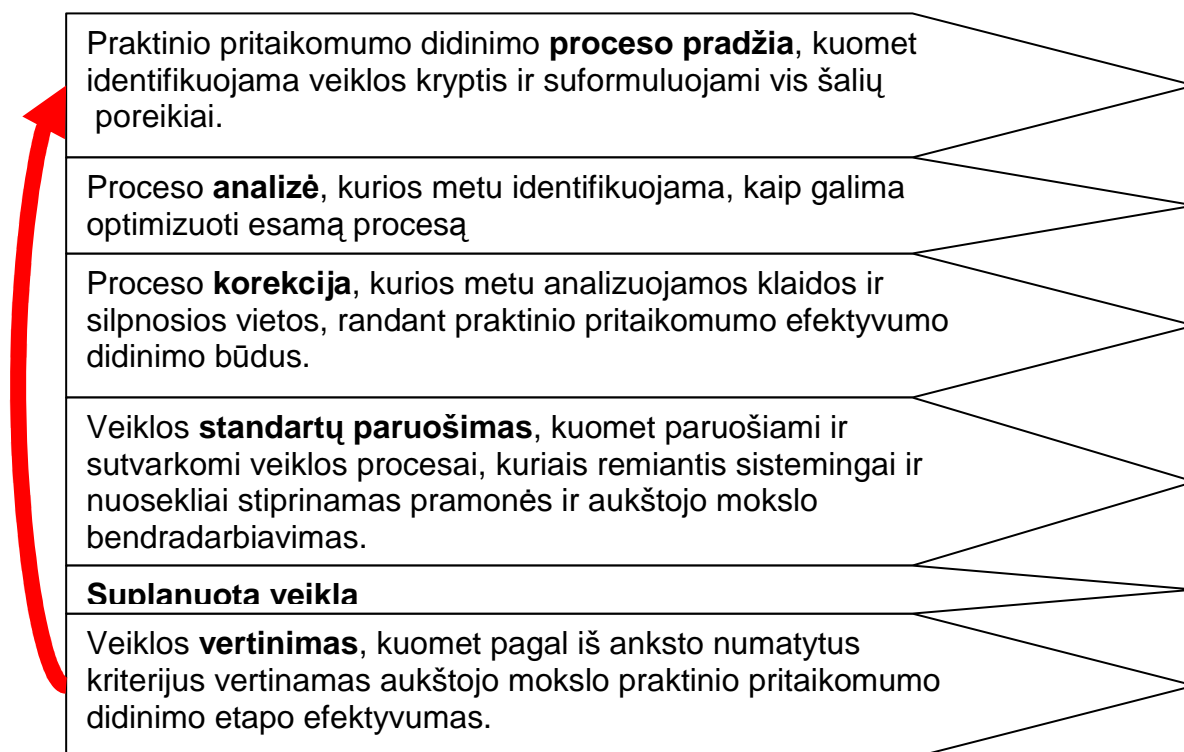 Praktinio pritaikomumo didinimo proceso pradžia, kuomet
identifikuojama veiklos kryptis ir suformuluojami vis šalių
poreikiai.
Proceso analizė, kurios metu identifikuojama, kaip galima
optimizuoti esamą procesą
Proceso korekcija, kurios metu analizuojamos klaidos ir
silpnosios vietos, randant praktinio pritaikomumo efektyvumo
didinimo būdus.
Veiklos standartų paruošimas, kuomet paruošiami ir
sutvarkomi veiklos procesai, kuriais remiantis sistemingai ir
nuosekliai stiprinamas pramonės ir aukštojo mokslo
bendradarbiavimas.
Suplanuota veikla
Veiklos vertinimas, kuomet pagal iš anksto numatytus
kriterijus vertinamas aukštojo mokslo praktinio pritaikomumo
didinimo etapo efektyvumas.